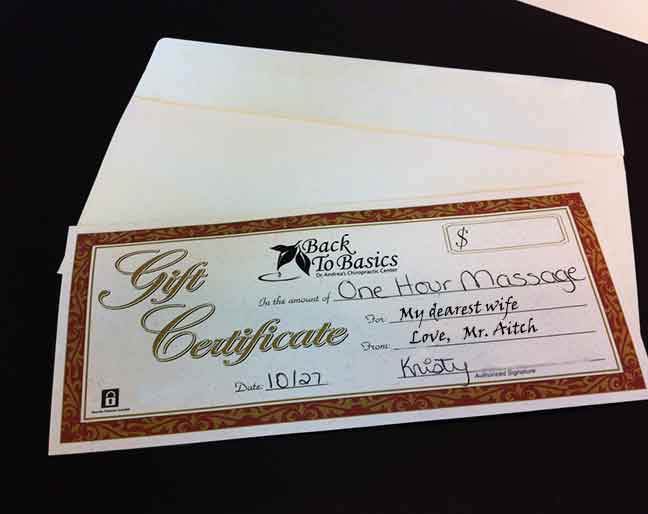 Gift
Certificate
Back
To Basics
Dr. Andrea's Chiropractic Center
$
In the amount of One Hour Massage
For: My dearest wife
From: Love, Mr. Aitch
Date: 10/27
Kristy
Authorized Signature